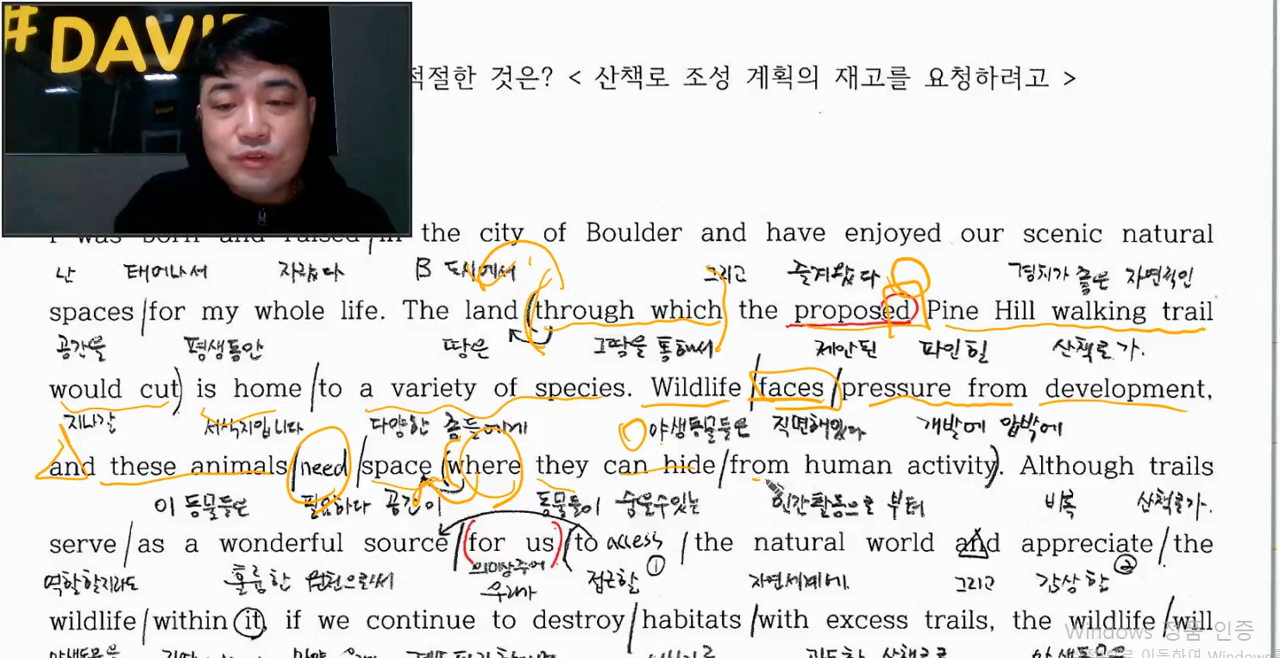 #DAVI
적절한 것은? < 산책로 조성 계획의 재고를 요청하려고 >
I was born and raised in the city of Boulder and have enjoyed our scenic natural
난 태어나서 자랐다 B 도시에서 그리고 즐겨왔다 경치가 좋은 자연적인
spaces for my whole life. The land through which the proposed Pine Hill walking trail
공간을 평생동안 땅은 그땅을 통해서 제안된 파인힐 산책로가
would cut) is home to a variety of species. Wildlife faces pressure from development,
지나간 서식지입니다 다양한 종들에게 야생동물들은 직면해있다 개발에 압박에
and these animals need space where they can hide from human activity). Although trails
이 동물들은 필요하다 공간이 동물들이 숨을수있는 인간활동으로 부터 비록 산책로가
serve as a wonderful source (for us) to access the natural world and appreciate the
역할할지라도 훌륭한 원천으로써 의미상주어 우리가 접근할 ① 자연세계에 그리고 감상할 ②
wildlife within it, if we continue to destroy habitats with excess trails, the wildlife will
Windows 정품 인증